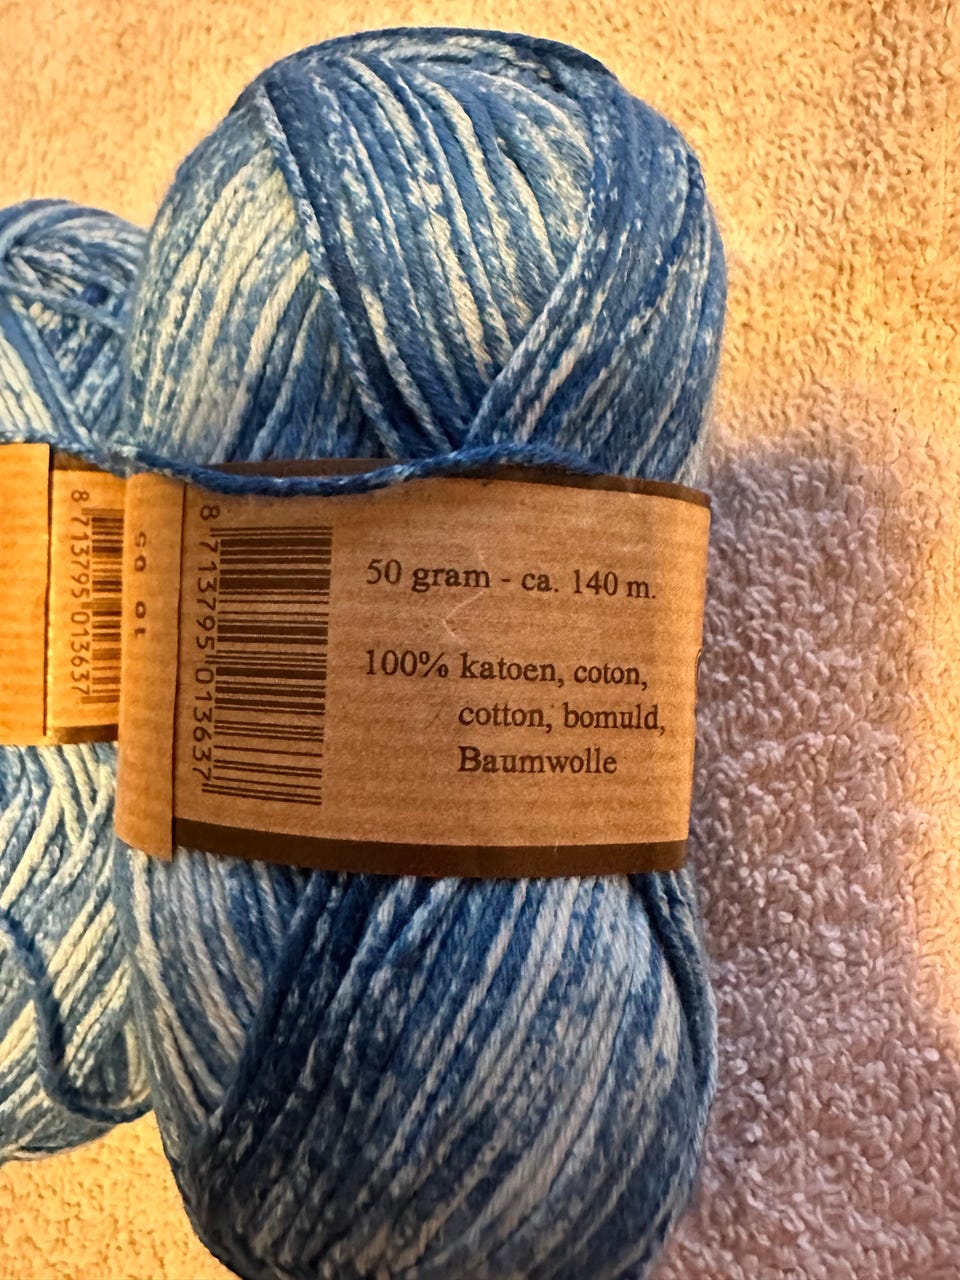 8 713795 013637
8 713795 013637
50 gram - ca. 140 m.
100% katoen, coton,
cotton, bomuld,
Baumwolle